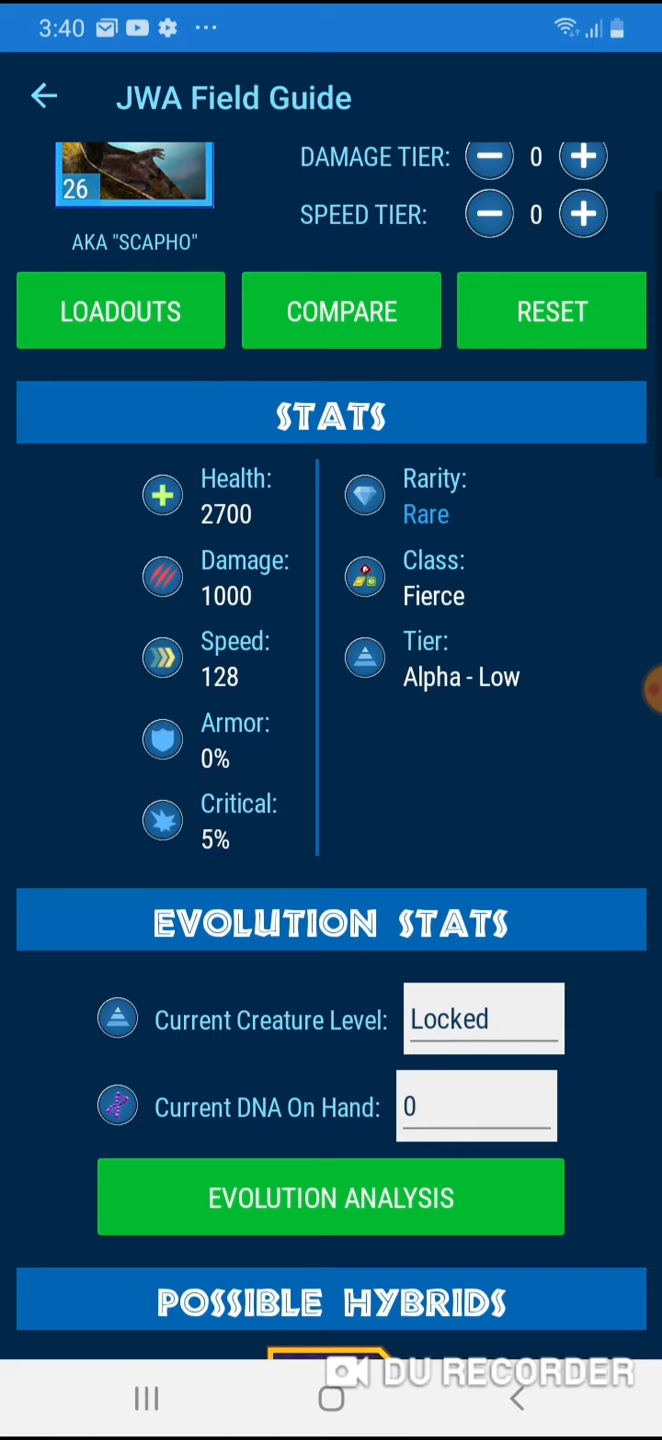 3:40
JWA Field Guide
DAMAGE TIER: 0
26
SPEED TIER: 0
AKA "SCAPHO"
LOADOUTS COMPARE RESET
STATS
Health:
2700
Damage:
1000
Speed:
128
Armor:
0%
Critical:
5%
Rarity:
Rare
Class:
Fierce
Tier:
Alpha - Low
EVOLUTION STATS
Current Creature Level: Locked
Current DNA On Hand: 0
EVOLUTION ANALYSIS
POSSIBLE HYBRIDS
DU RECORDER